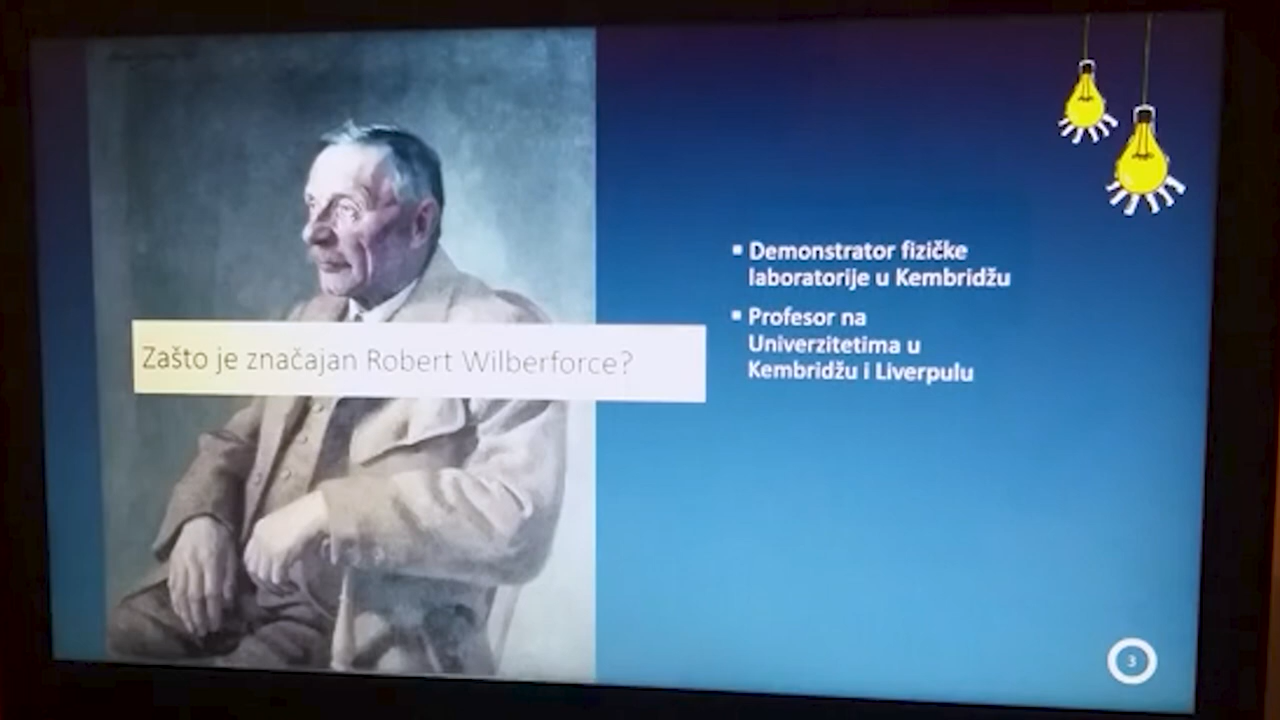 Zašto je značajan Robert Wilberforce?
▪ Demonstrator fizičke
laboratorije u Kembridžu
▪ Profesor na
Univerzitetima u
Kembridžu i Liverpulu
3